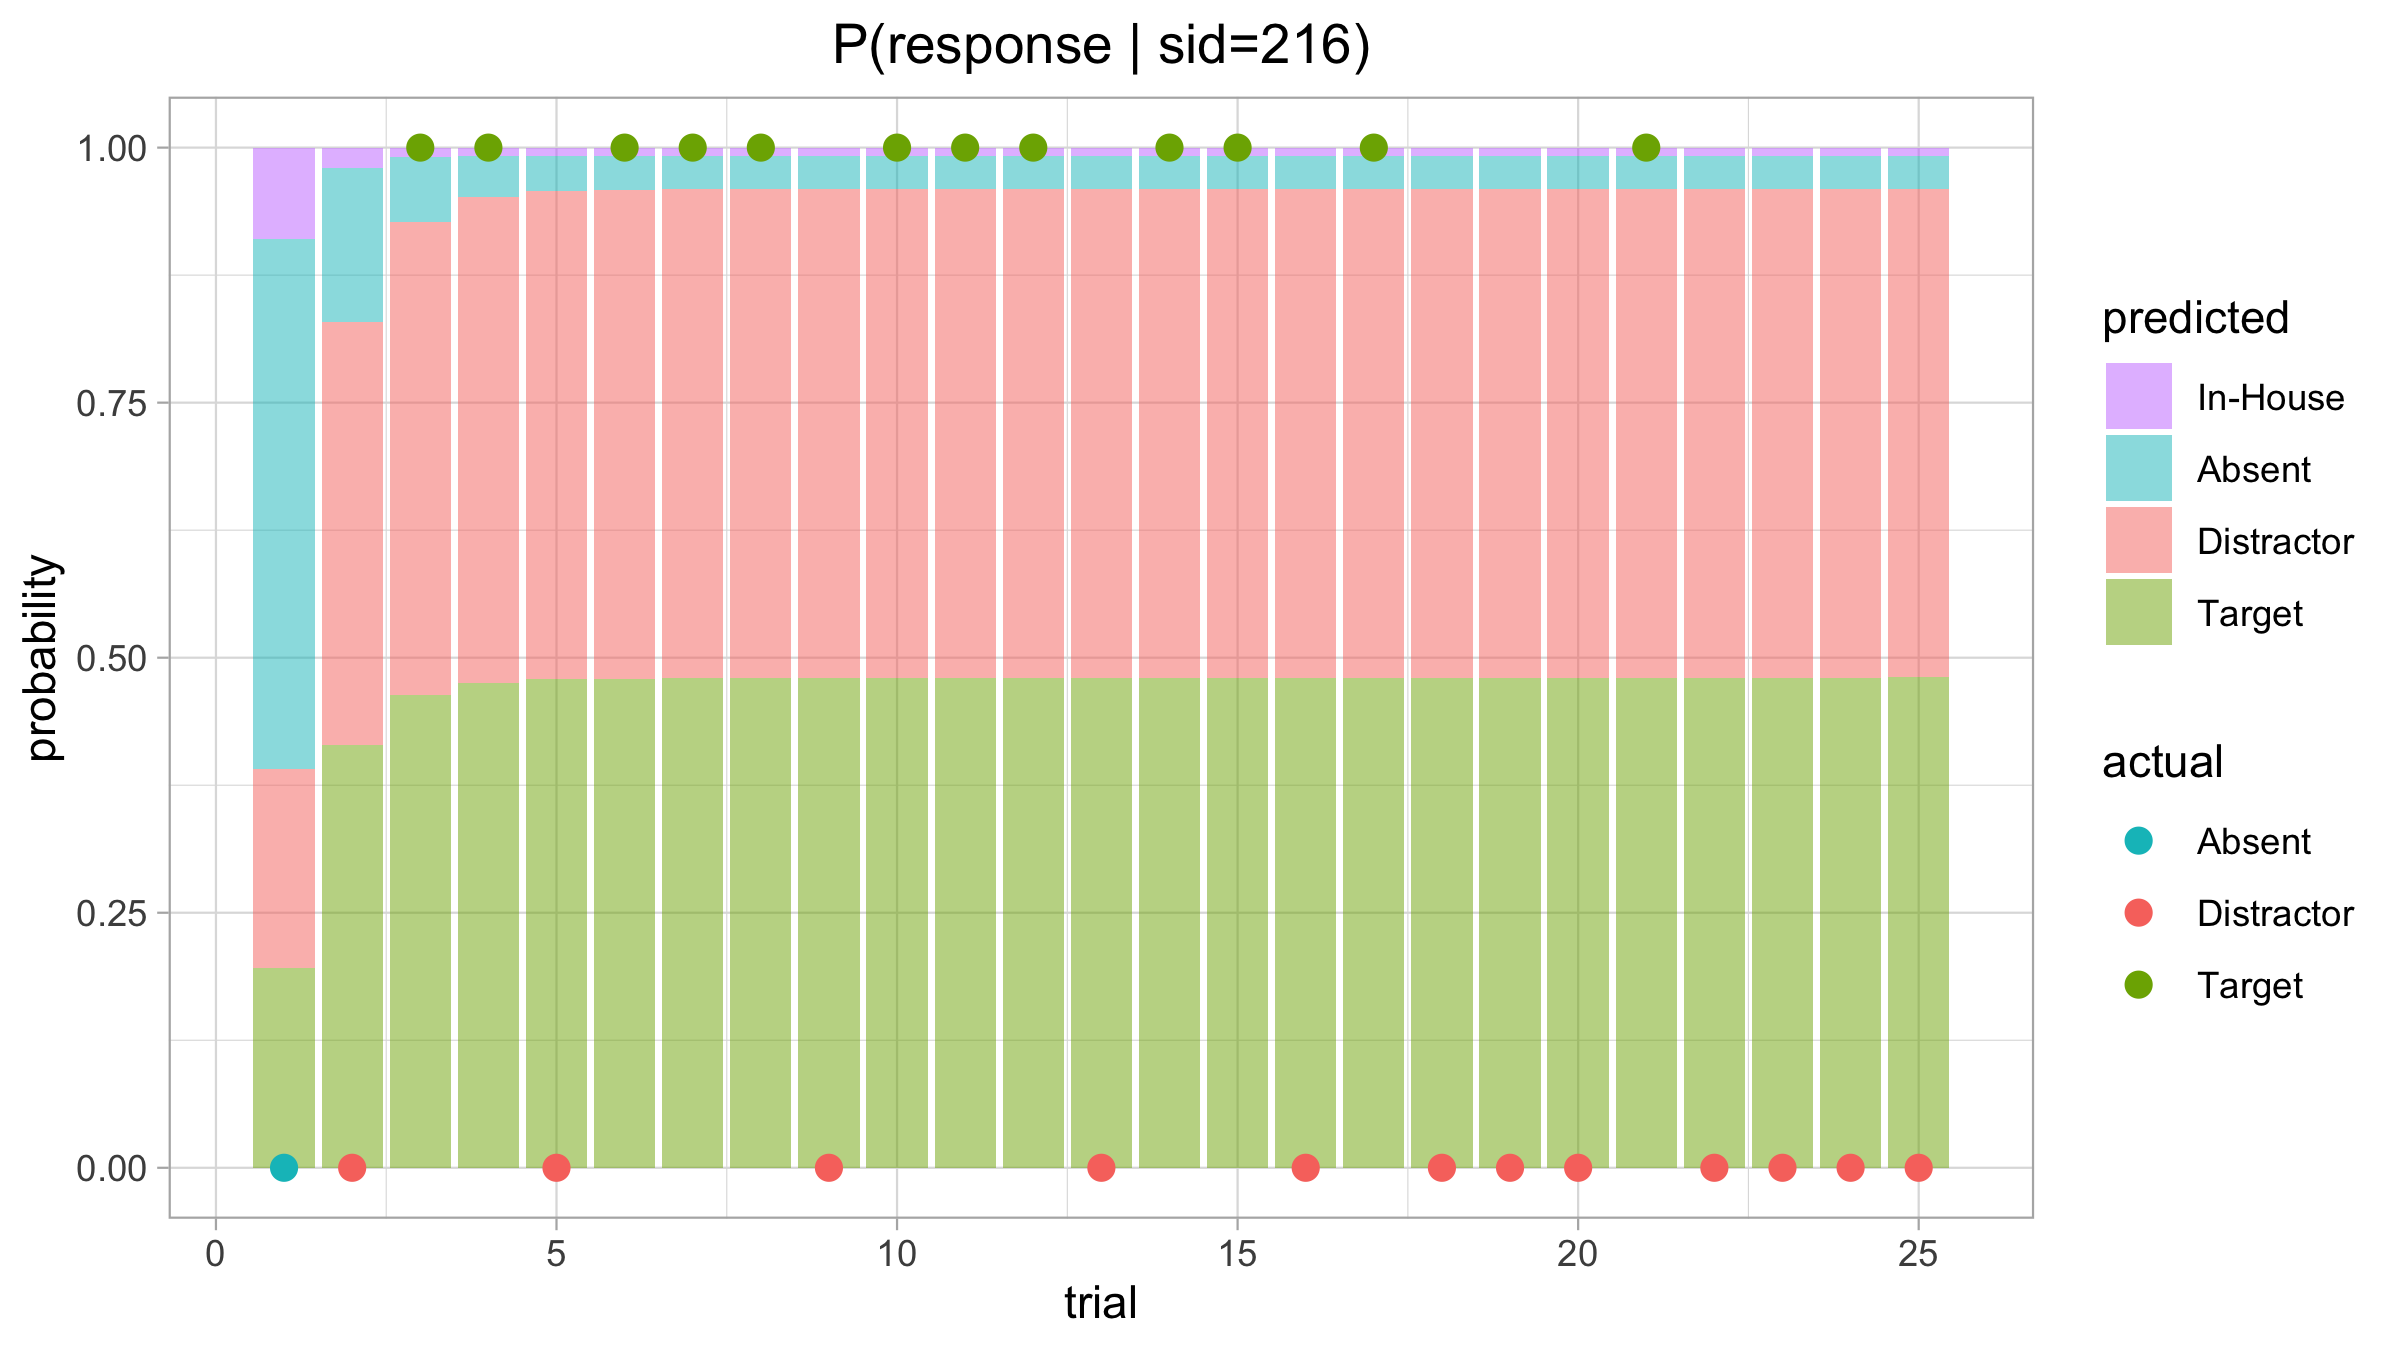 P(response | sid=216)
probability
1.00
0.75
0.50
0.25
0.00
0 5 10 15 20 25
trial
predicted
In-House
Absent
Distractor
Target
actual
Absent
Distractor
Target